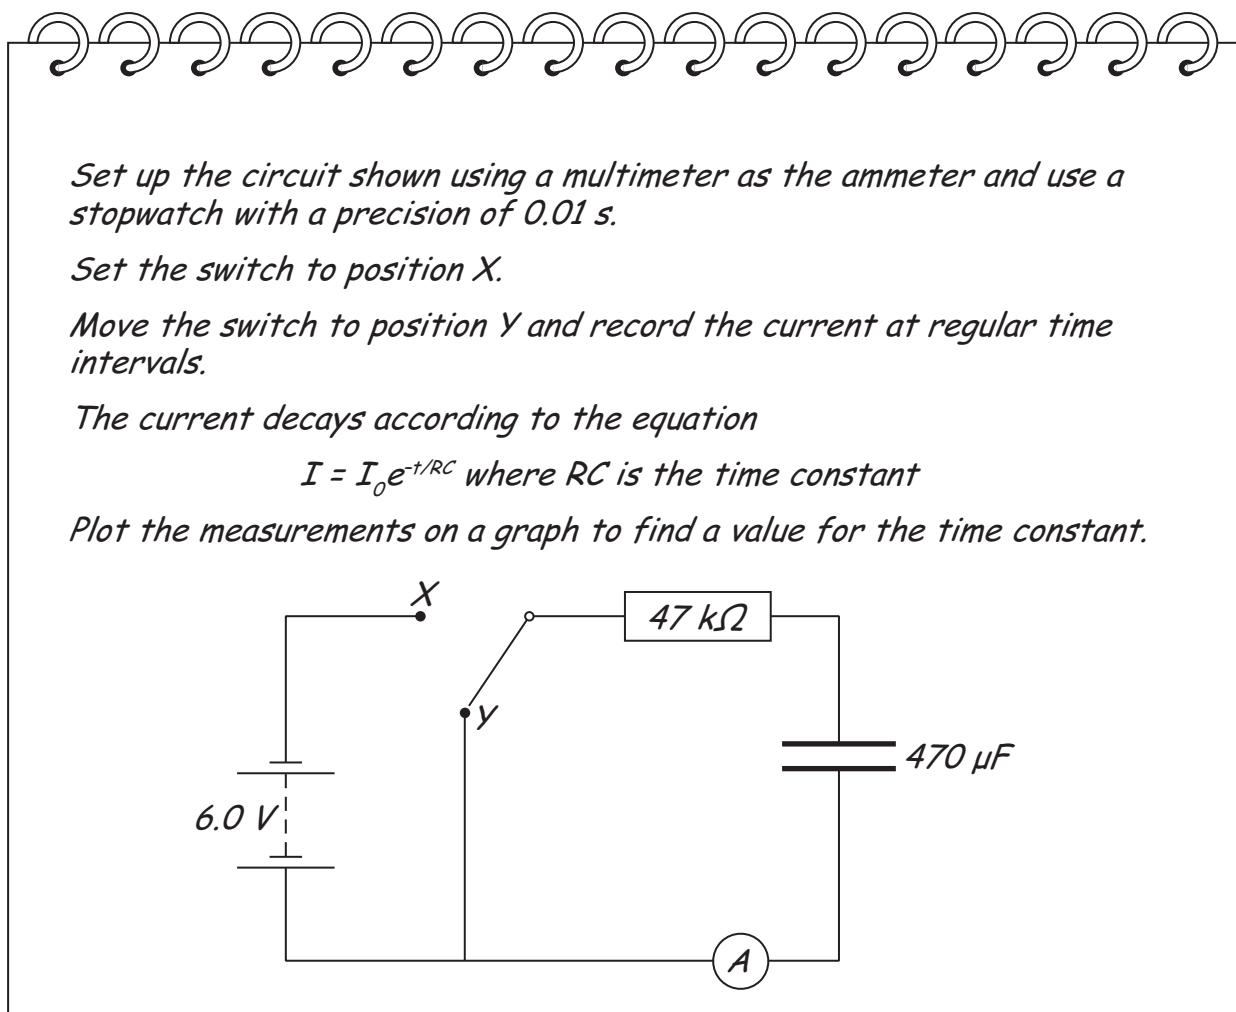 Set up the circuit shown using a multimeter as the ammeter and use a
stopwatch with a precision of 0.01 s.
Set the switch to position X.
Move the switch to position Y and record the current at regular time
intervals.
The current decays according to the equation
I = I₀e^-t/RC where RC is the time constant
Plot the measurements on a graph to find a value for the time constant.
X
47 kΩ
Y
470 µF
6.0 V
A